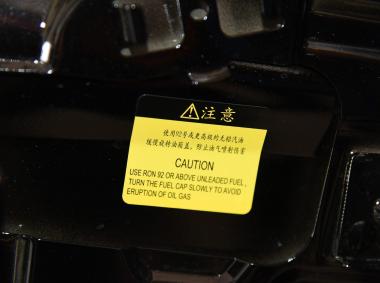 注意
使用92号或更高级的无铅汽油
缓慢旋转油箱盖，防止油气喷射伤害
CAUTION
USE RON 92 OR ABOVE UNLEADED FUEL,
TURN THE FUEL CAP SLOWLY TO AVOID
ERUPTION OF OIL GAS